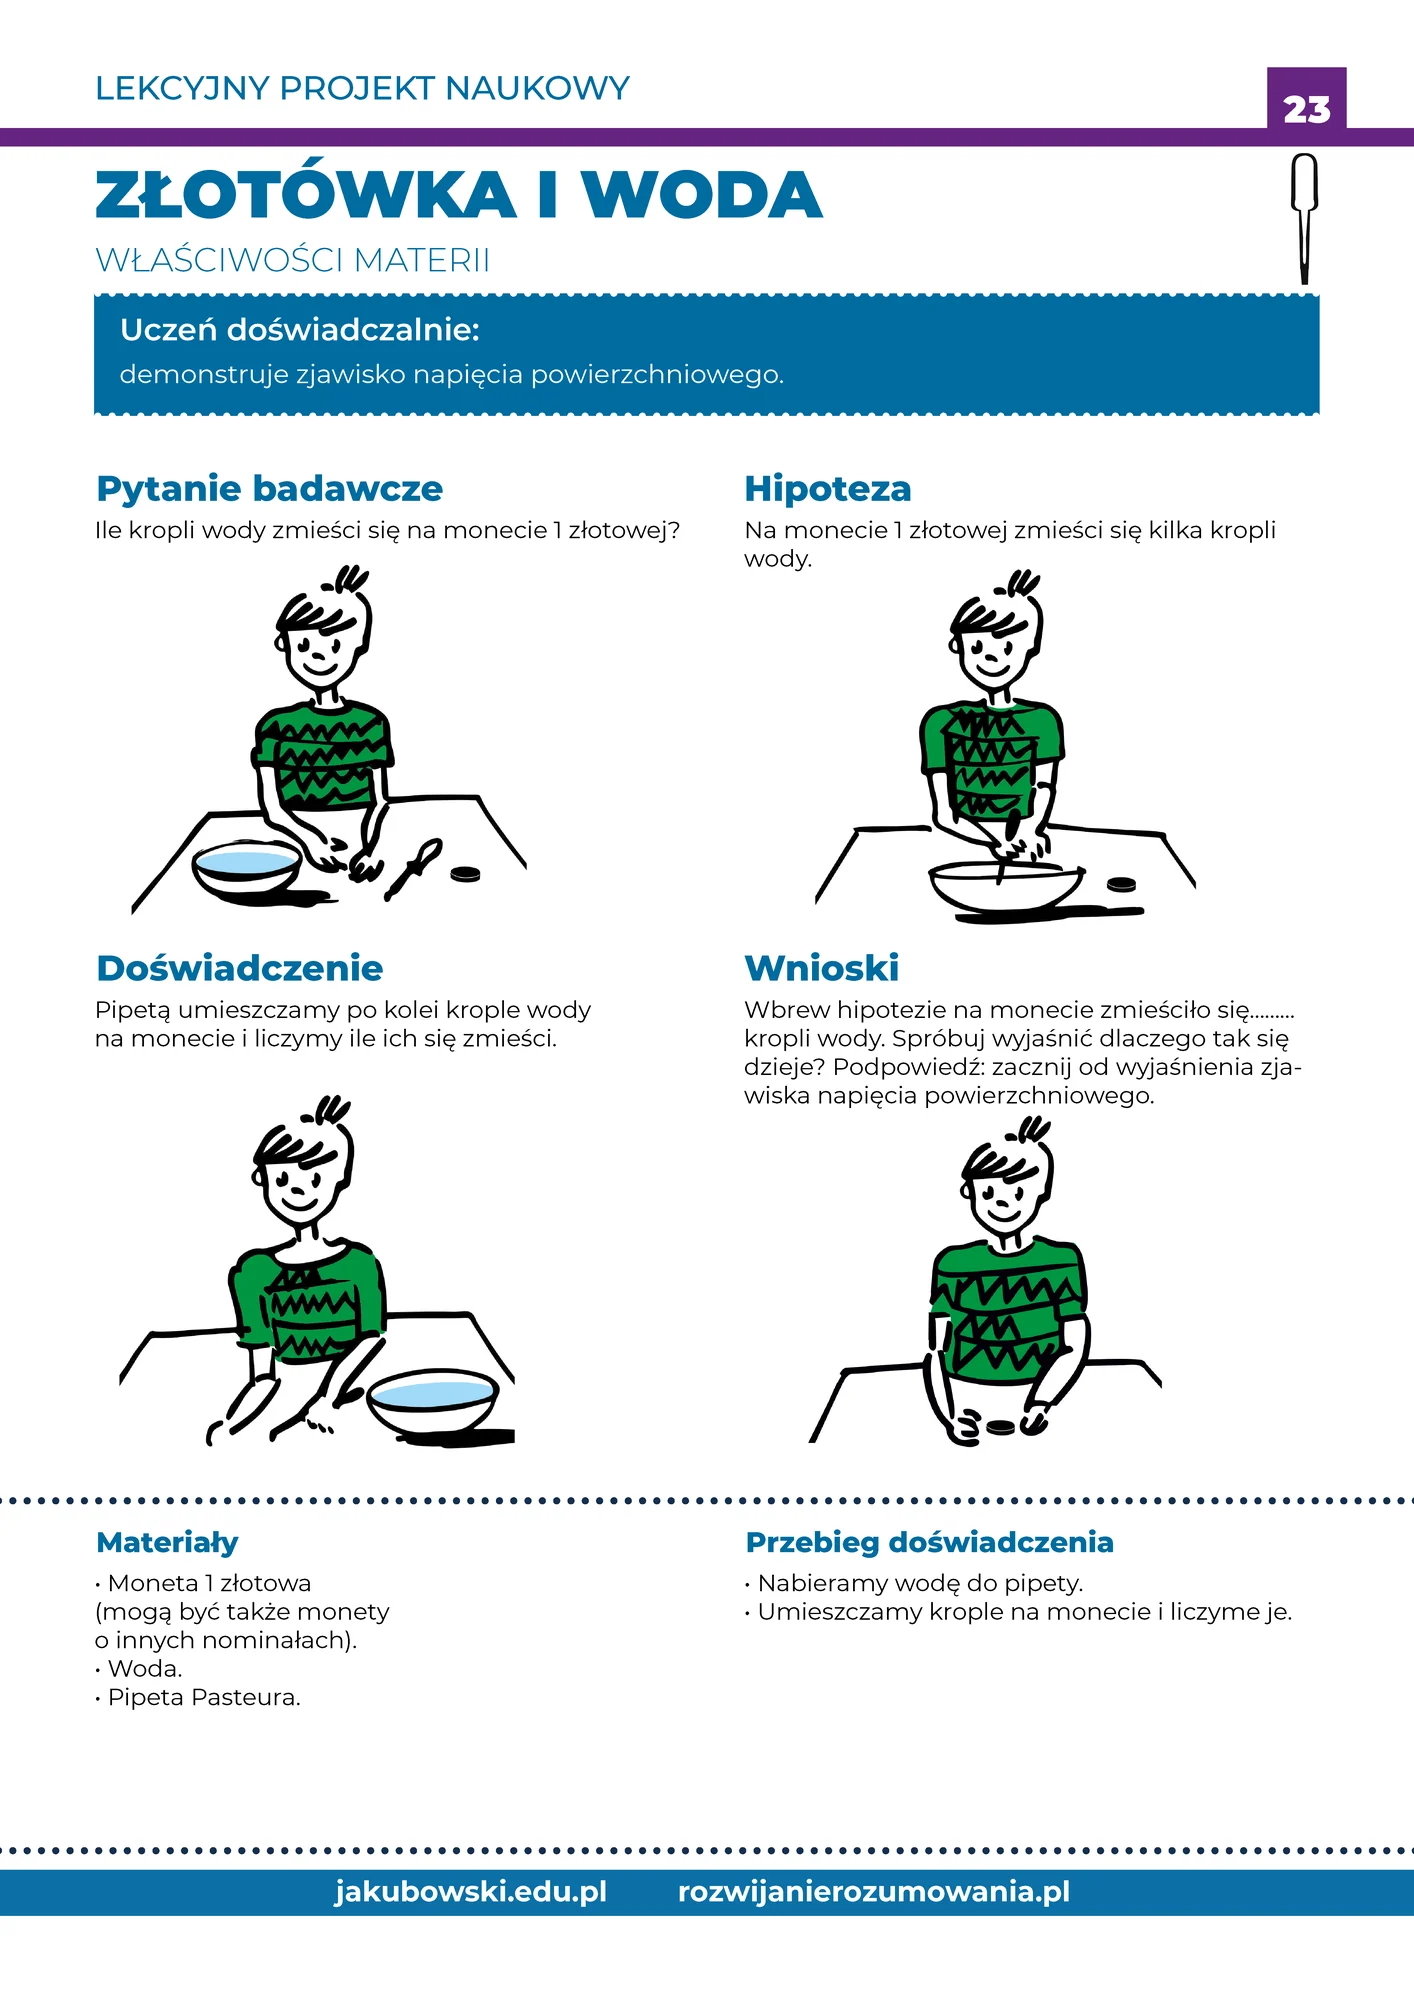 LEKCYJNY PROJEKT NAUKOWY
23
ZŁOTÓWKA I WODA
WŁAŚCIWOŚCI MATERII
Uczeń doświadczalnie:
demonstruje zjawisko napięcia powierzchniowego.
Pytanie badawcze
Ile kropli wody zmieści się na monecie 1 złotowej?
Hipoteza
Na monecie 1 złotowej zmieści się kilka kropli
wody.
Doświadczenie
Pipetą umieszczamy po kolei krople wody
na monecie i liczymy ile ich się zmieści.
Wnioski
Wbrew hipotezie na monecie zmieściło się.........
kropli wody. Spróbuj wyjaśnić dlaczego tak się
dzieje? Podpowiedź: zacznij od wyjaśnienia zja-
wiska napięcia powierzchniowego.
Materiały
• Moneta 1 złotowa
(mogą być także monety
o innych nominałach).
• Woda.
• Pipeta Pasteura.
Przebieg doświadczenia
• Nabieramy wodę do pipety.
• Umieszczamy krople na monecie i liczyme je.
jakubowski.edu.pl rozwijanierozumowania.pl